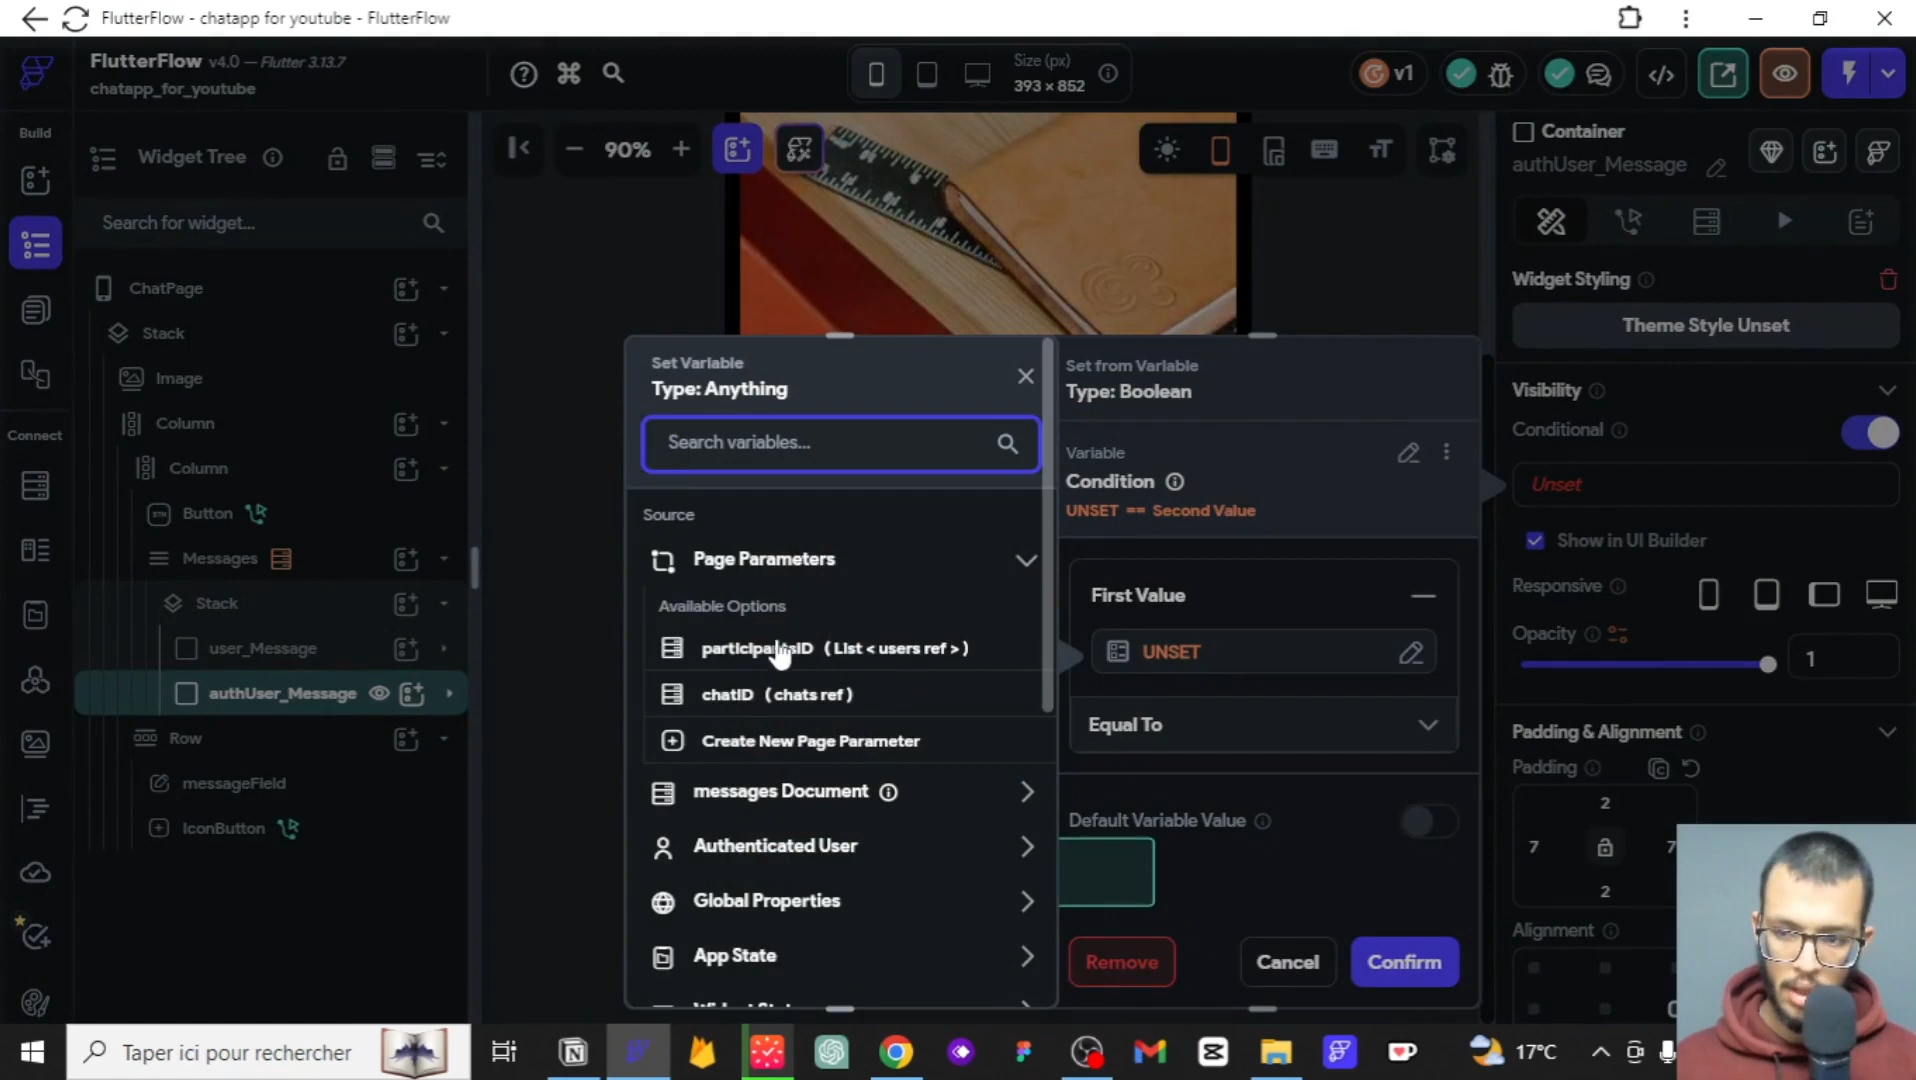 FlutterFlow - chatapp for youtube - FlutterFlow
FlutterFlow v4.0 — Flutter 3.13.7
chatapp_for_youtube
Size (px)
393 × 852
v1
Build
Widget Tree
90%
Search for widget...
ChatPage
Stack
Image
Column
Connect
Column
Button
Messages
Stack
user_Message
authUser_Message
Row
messageField
IconButton
Set Variable
Type: Anything
Search variables...
Source
Page Parameters
Available Options
participantsID ( List < users ref > )
chatID ( chats ref )
Create New Page Parameter
messages Document
Authenticated User
Global Properties
App State
Set from Variable
Type: Boolean
Variable
Condition
UNSET == Second Value
First Value
UNSET
Equal To
Default Variable Value
Remove
Cancel
Confirm
Container
authUser_Message
Widget Styling
Theme Style Unset
Visibility
Conditional
Unset
Show in UI Builder
Responsive
Opacity
1
Padding & Alignment
Padding
2
7
7
2
Alignment
Taper ici pour rechercher
17°C